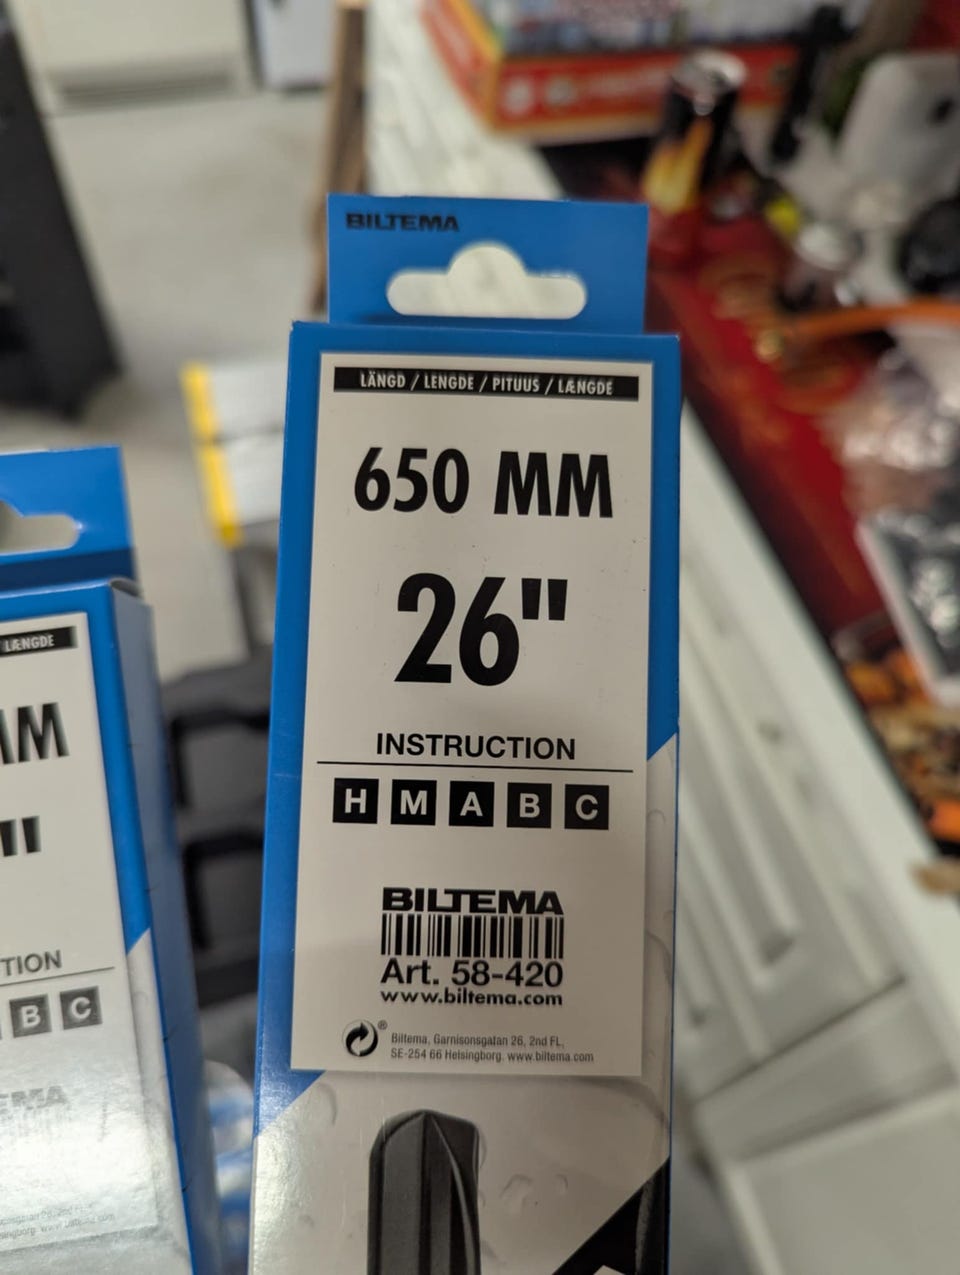 BILTEMA
LÄNGD / LENGDE / PITUUS / LÆNGDE
650 MM
26"
INSTRUCTION
H M A B C
BILTEMA
Art. 58-420
www.biltema.com
®
Biltema, Garnisonsgatan 26, 2nd FL,
SE-254 66 Helsingborg. www.biltema.com
LÆNGDE
MM
"
TION
B C
EMA